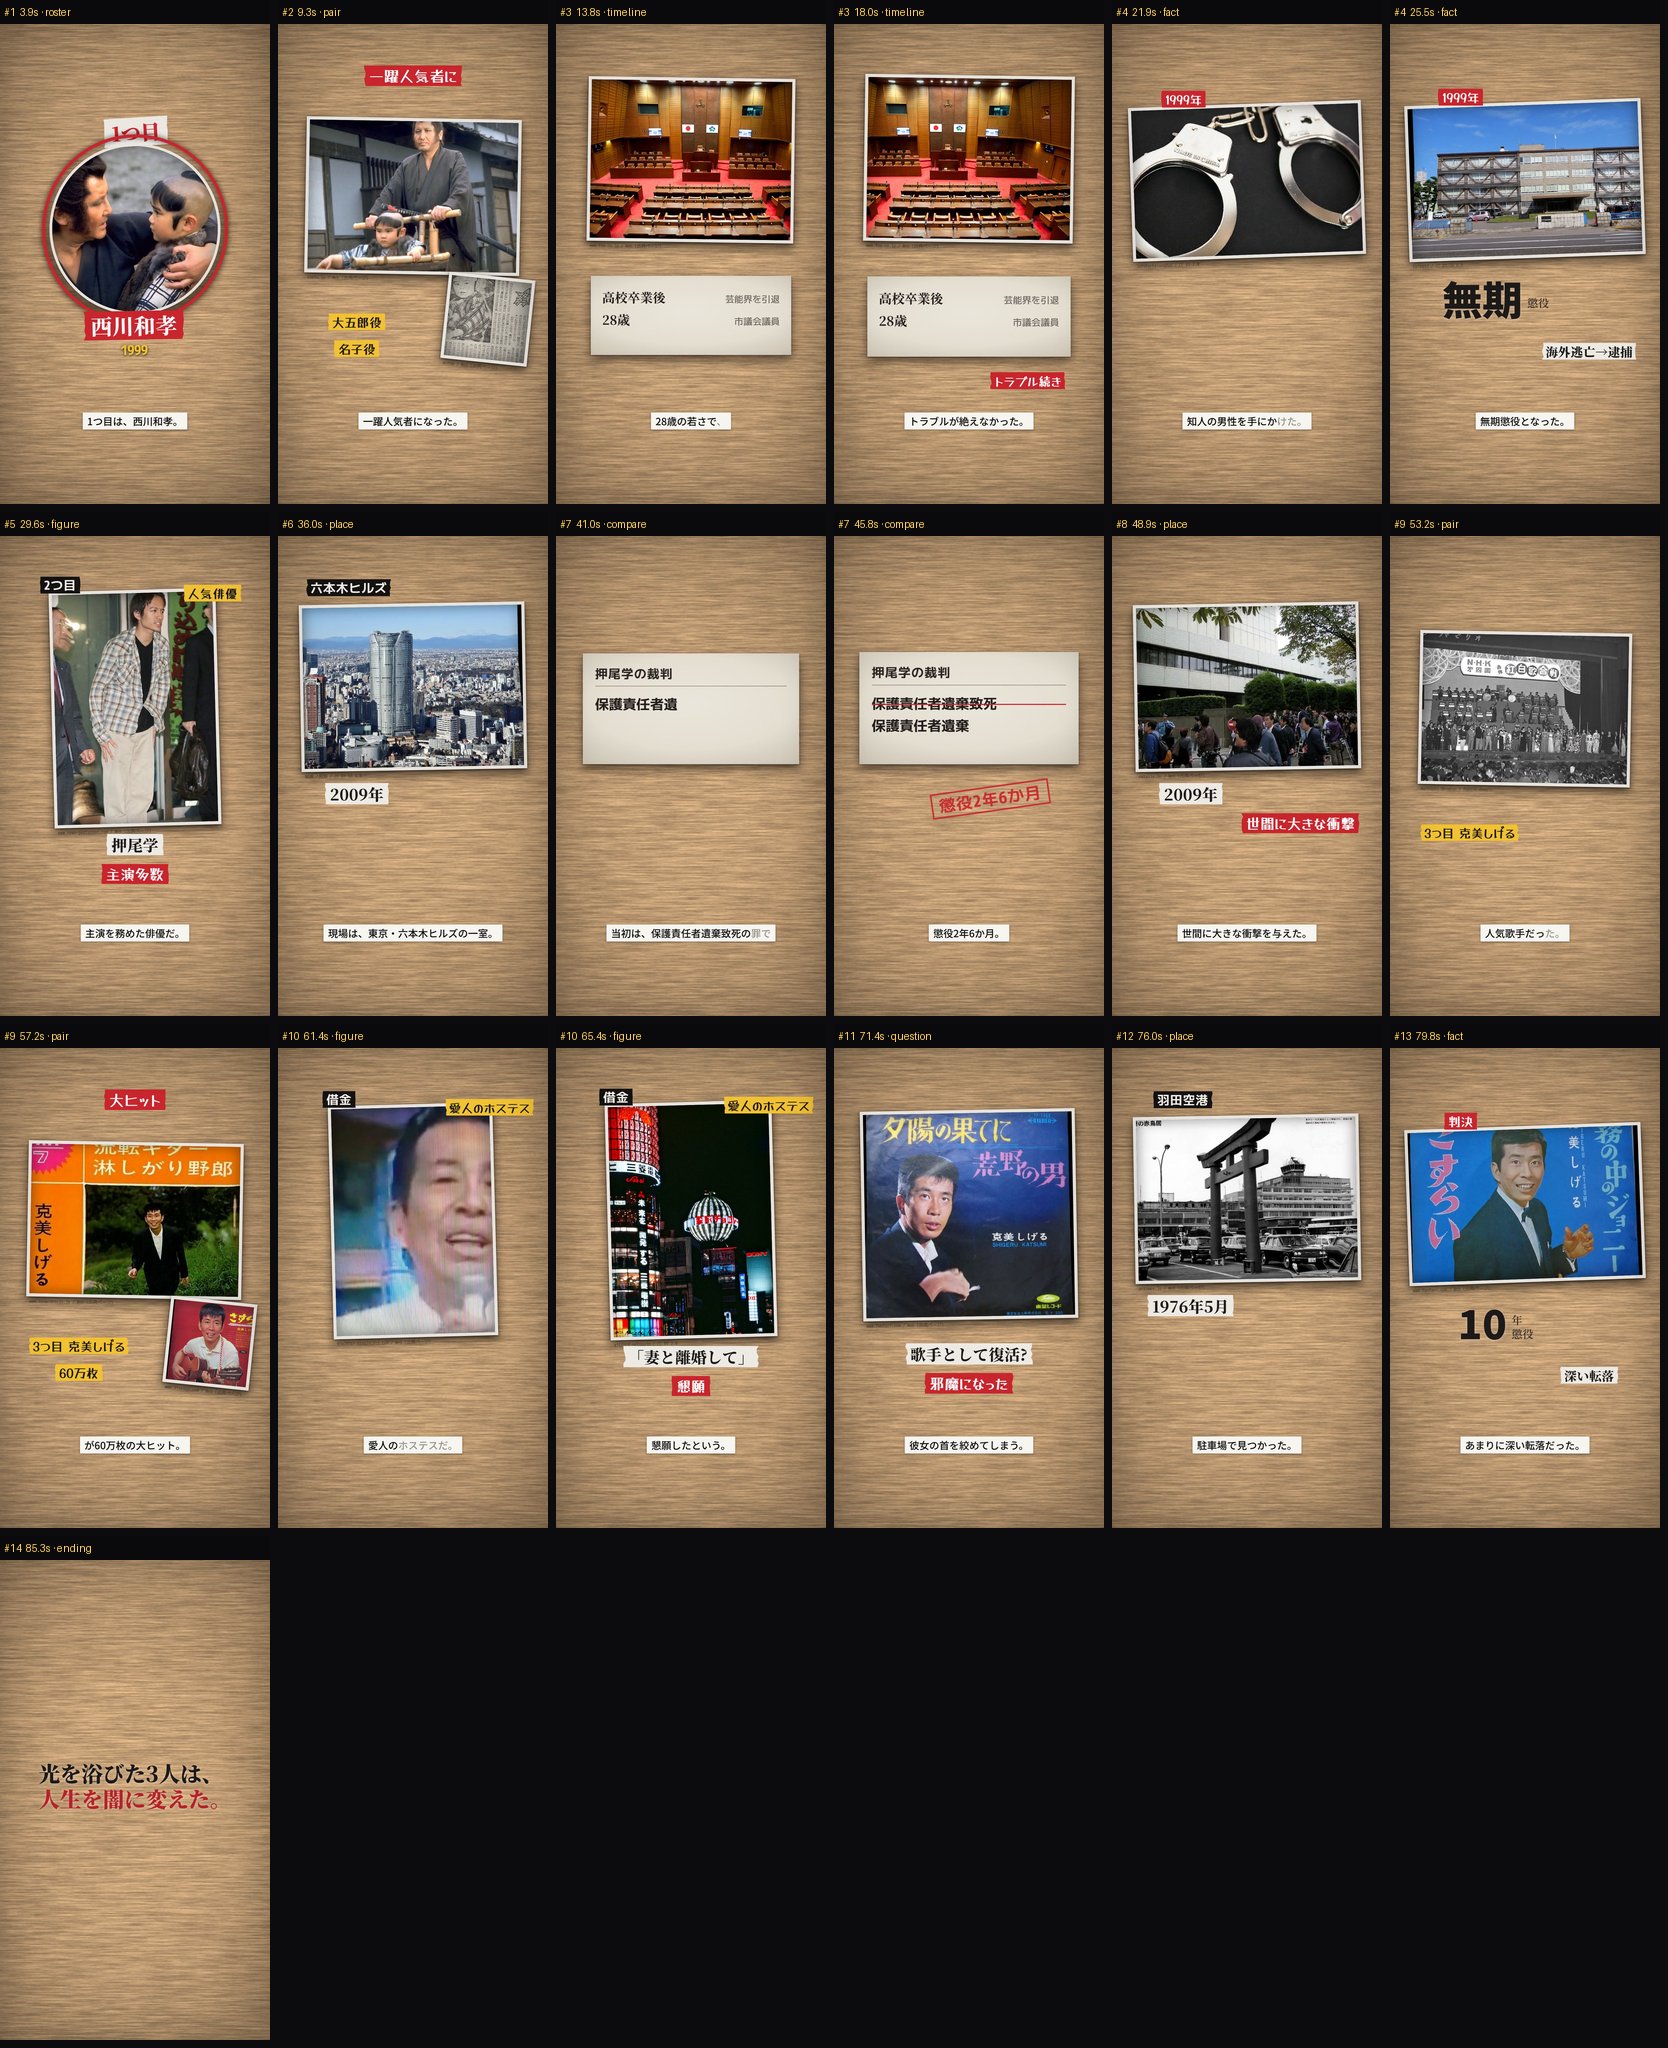 #1 3.9s · roster
1つ目
西川和孝
1999
1つ目は、西川和孝。
#2 9.3s · pair
一躍人気者に
大五郎役
名子役
一躍人気者になった。
#3 13.8s · timeline
高校卒業後 芸能界を引退
28歳 市議会議員
28歳の若さで、
#3 18.0s · timeline
高校卒業後 芸能界を引退
28歳 市議会議員
トラブル続き
トラブルが絶えなかった。
#4 21.9s · fact
1999年
知人の男性を手にかけた。
#4 25.5s · fact
1999年
無期 懲役
海外逃亡→逮捕
無期懲役となった。
#5 29.6s · figure
2つ目
人気俳優
押尾学
主演多数
主演を務めた俳優だ。
#6 36.0s · place
六本木ヒルズ
2009年
現場は、東京・六本木ヒルズの一室。
#7 41.0s · compare
押尾学の裁判
保護責任者遺
当初は、保護責任者遺棄致死の罪で
#7 45.8s · compare
押尾学の裁判
保護責任者遺棄致死
保護責任者遺棄
懲役2年6か月
懲役2年6か月。
#8 48.9s · place
2009年
世間に大きな衝撃
世間に大きな衝撃を与えた。
#9 53.2s · pair
NHK
紅白歌合戦
3つ目 克美しげる
人気歌手だった。
#9 57.2s · pair
大ヒット
淋しがり野郎
克美しげる
3つ目 克美しげる
60万枚
が60万枚の大ヒット。
#10 61.4s · figure
借金
愛人のホステス
愛人のホステスだ。
#10 65.4s · figure
借金
愛人のホステス
「妻と離婚して」
懇願
懇願したという。
#11 71.4s · question
夕陽の果てに
荒野の男
克美しげる
SHIGERU KATSUMI
歌手として復活?
邪魔になった
彼女の首を絞めてしまう。
#12 76.0s · place
羽田空港
1976年5月
駐車場で見つかった。
#13 79.8s · fact
判決
さすらい
美しげる
霧の中のジョニー
10 年
懲役
深い転落
あまりに深い転落だった。
#14 85.3s · ending
光を浴びた3人は、
人生を闇に変えた。